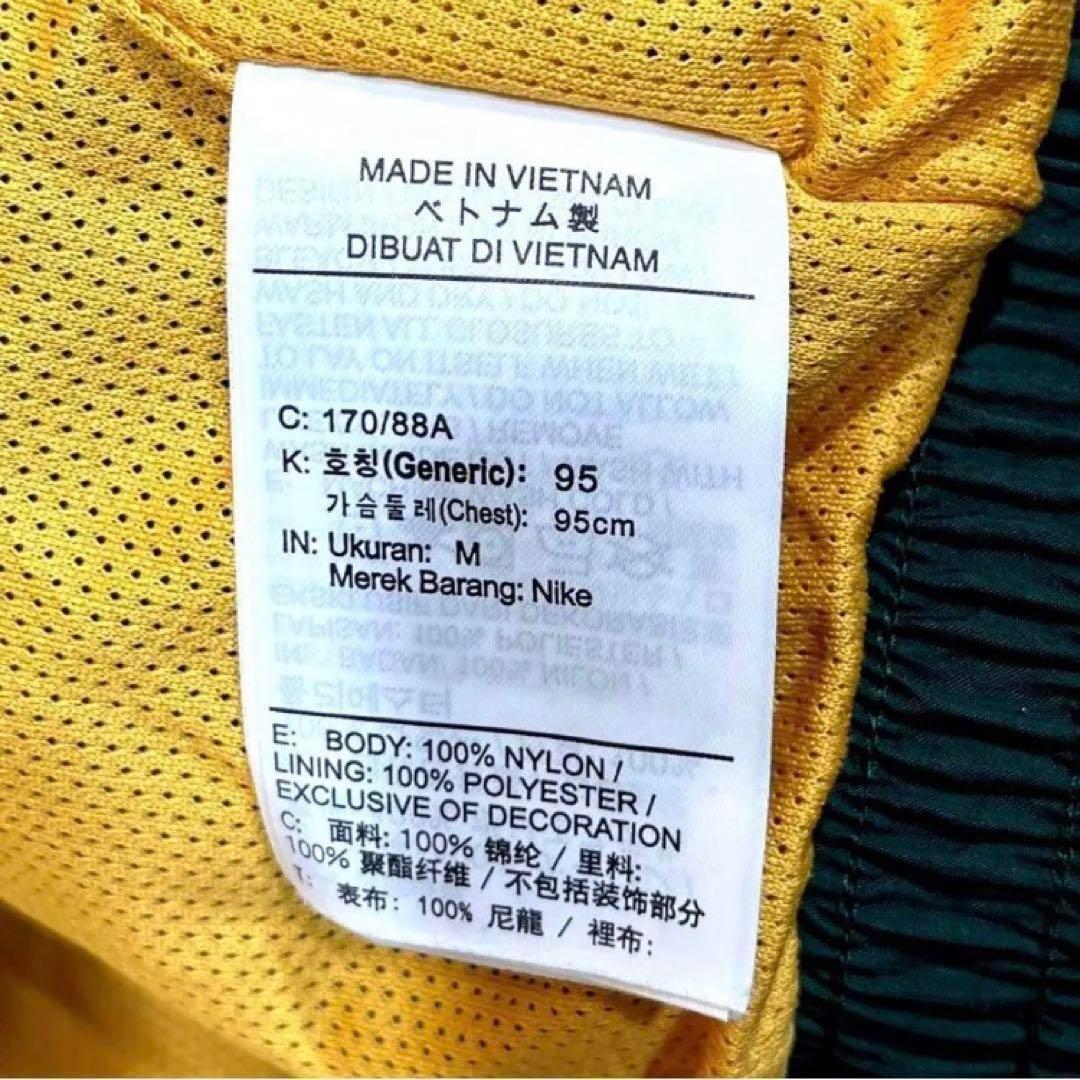 MADE IN VIETNAM
ベトナム製
DIBUAT DI VIETNAM
C: 170/88A
K: 호칭(Generic): 95
가슴둘레(Chest): 95cm
IN: Ukuran: M
Merek Barang: Nike
E: BODY: 100% NYLON /
LINING: 100% POLYESTER /
EXCLUSIVE OF DECORATION
C: 面料: 100% 锦纶 / 里料:
100% 聚酯纤维 / 不包括装饰部分
T: 表布: 100% 尼龍 / 裡布: